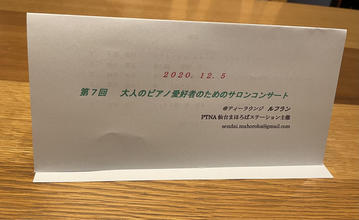 2020.12.5
第7回 大人のピアノ愛好者のためのサロンコンサート
@ティーラウンジ ルフラン
PTNA 仙台まほろばステーション主催
sendai.mahoroba@gmail.com